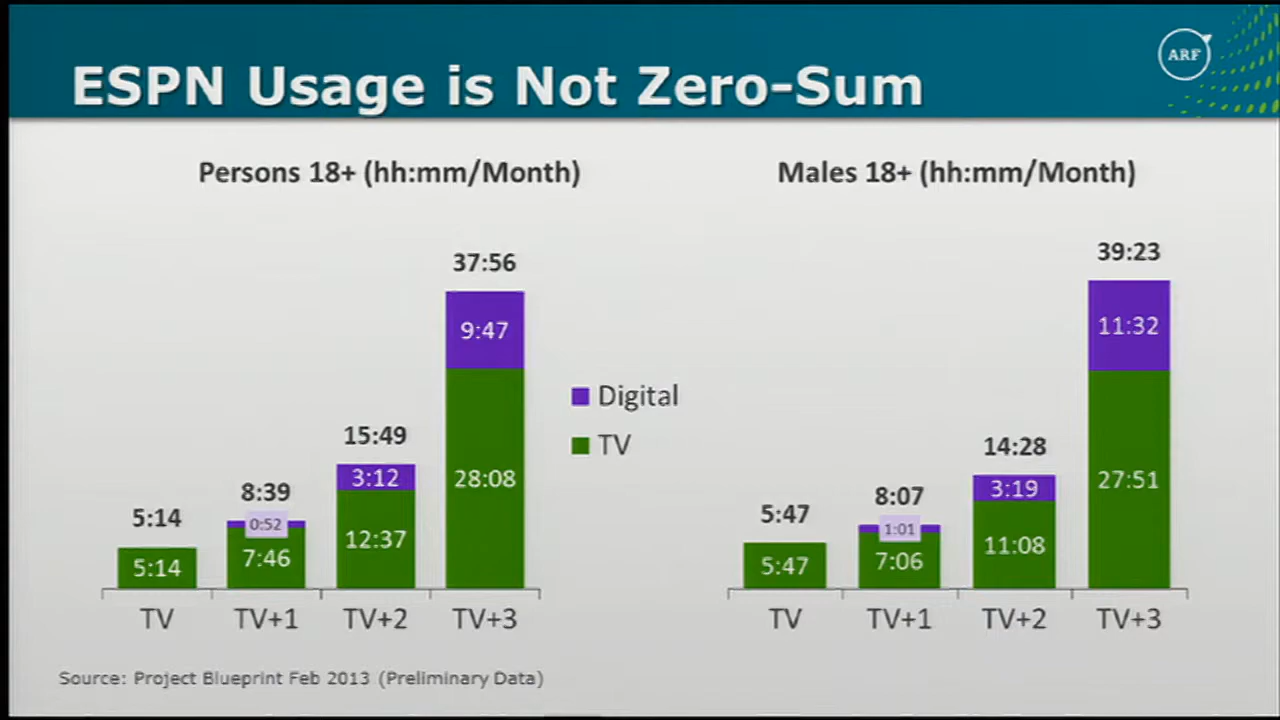 ARF
ESPN Usage is Not Zero-Sum
Persons 18+ (hh:mm/Month)
37:56
9:47
15:49
3:12
28:08
8:39
0:52
12:37
5:14
7:46
5:14
TV
TV+1
TV+2
TV+3
Digital
TV
Males 18+ (hh:mm/Month)
39:23
11:32
14:28
3:19
27:51
8:07
1:01
11:08
5:47
7:06
5:47
TV
TV+1
TV+2
TV+3
Source: Project Blueprint Feb 2013 (Preliminary Data)